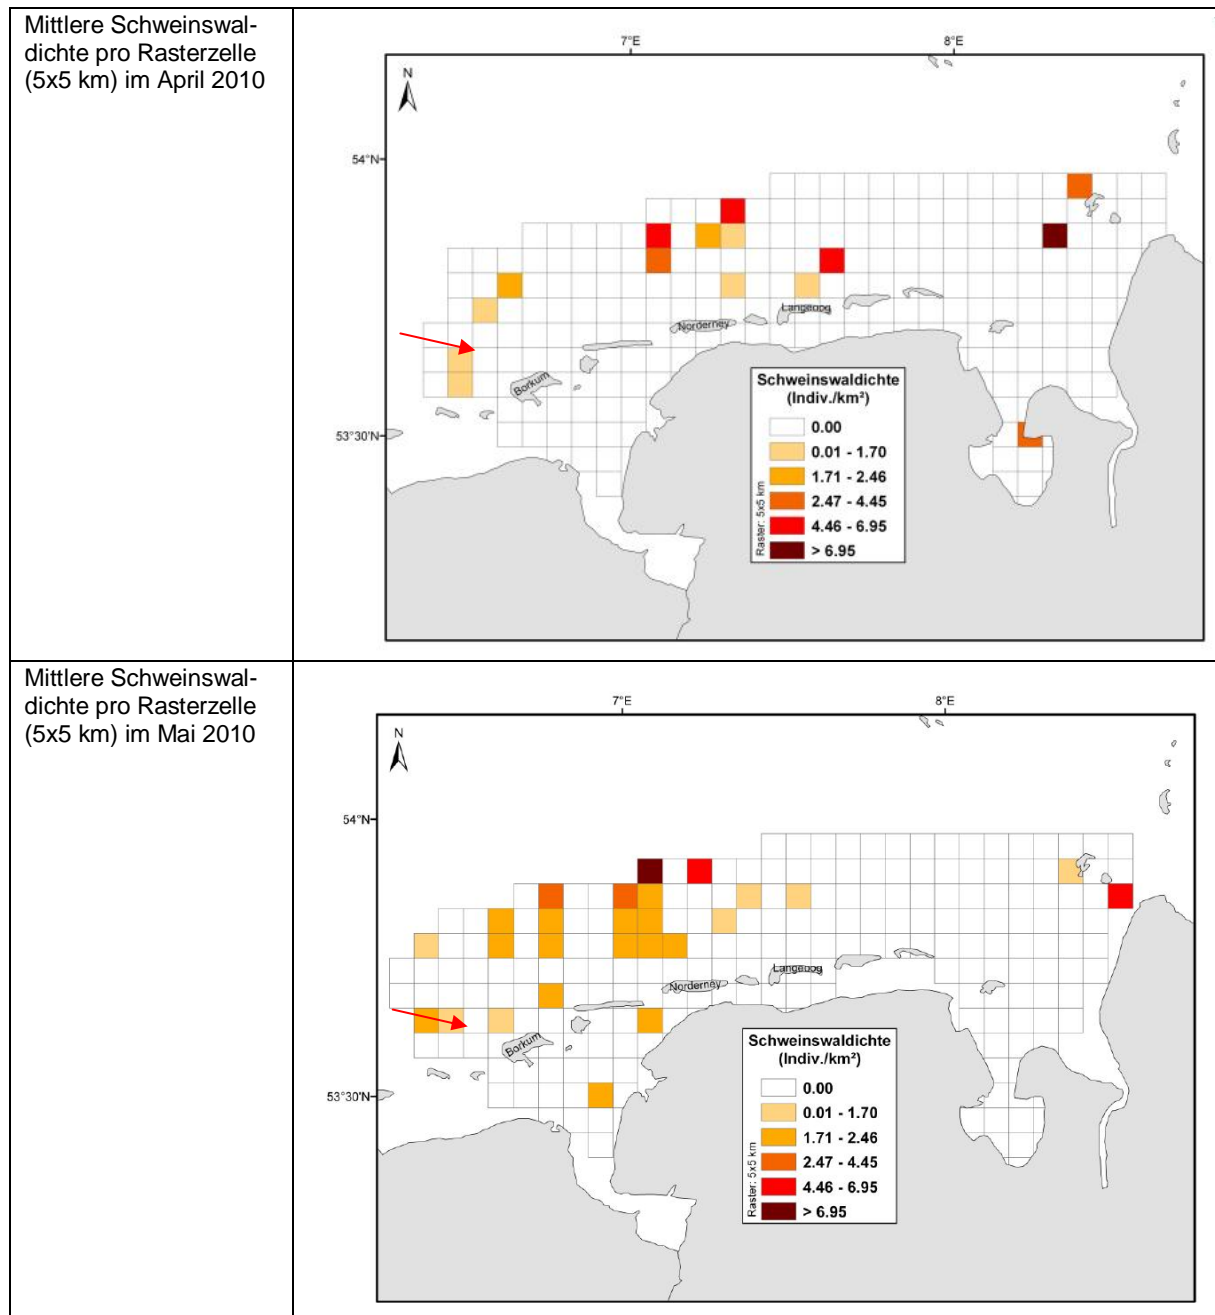 Mittlere Schweinswal-
dichte pro Rasterzelle
(5x5 km) im April 2010
7°E
8°E
N
54°N
Langeoog
Norderney
Borkum
53°30'N
Schweinswaldichte
(Indiv./km²)
0.00
0.01 - 1.70
1.71 - 2.46
2.47 - 4.45
4.46 - 6.95
> 6.95
Raster: 5x5 km
Mittlere Schweinswal-
dichte pro Rasterzelle
(5x5 km) im Mai 2010
7°E
8°E
N
54°N
Langeoog
Norderney
Borkum
53°30'N
Schweinswaldichte
(Indiv./km²)
0.00
0.01 - 1.70
1.71 - 2.46
2.47 - 4.45
4.46 - 6.95
> 6.95
Raster: 5x5 km